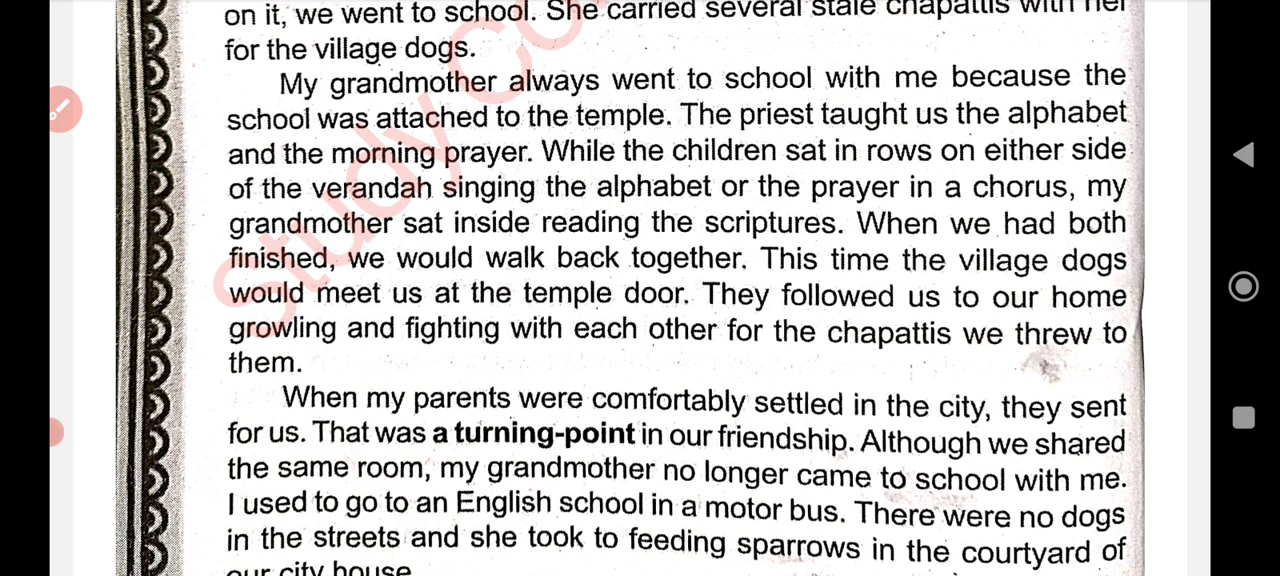 on it, we went to school. She carried several stale chapattis with her
for the village dogs.
My grandmother always went to school with me because the
school was attached to the temple. The priest taught us the alphabet
and the morning prayer. While the children sat in rows on either side
of the verandah singing the alphabet or the prayer in a chorus, my
grandmother sat inside reading the scriptures. When we had both
finished, we would walk back together. This time the village dogs
would meet us at the temple door. They followed us to our home
growling and fighting with each other for the chapattis we threw to
them.
When my parents were comfortably settled in the city, they sent
for us. That was a turning-point in our friendship. Although we shared
the same room, my grandmother no longer came to school with me.
I used to go to an English school in a motor bus. There were no dogs
in the streets and she took to feeding sparrows in the courtyard of
our city house
Study Co